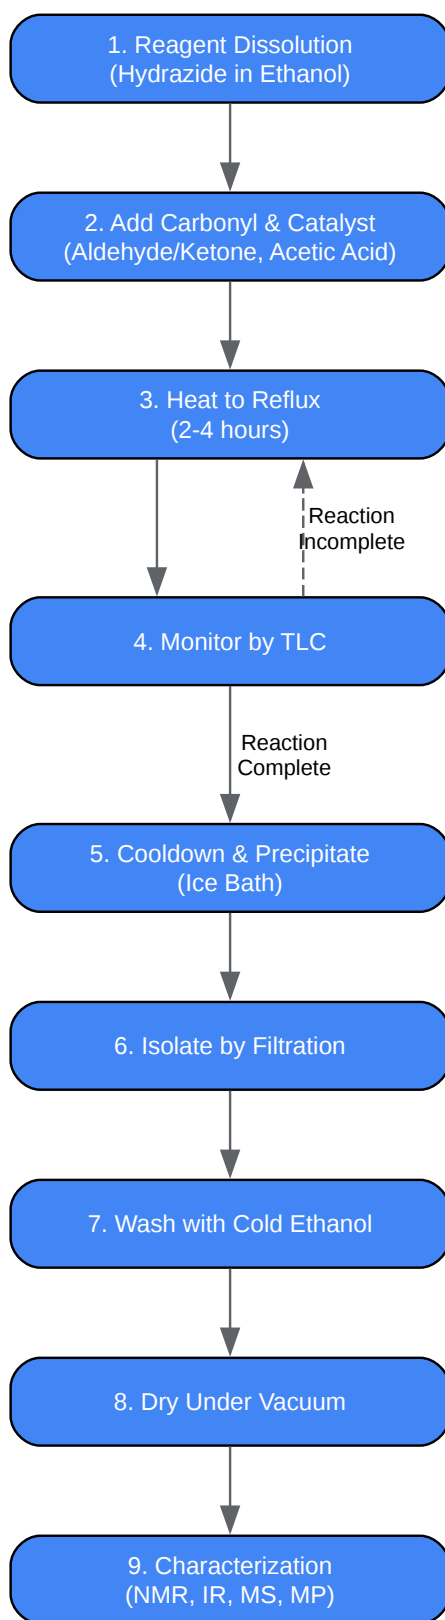 1. Reagent Dissolution
(Hydrazide in Ethanol)
2. Add Carbonyl & Catalyst
(Aldehyde/Ketone, Acetic Acid)
3. Heat to Reflux
(2-4 hours)
Reaction
Incomplete
4. Monitor by TLC
Reaction
Complete
5. Cooldown & Precipitate
(Ice Bath)
6. Isolate by Filtration
7. Wash with Cold Ethanol
8. Dry Under Vacuum
9. Characterization
(NMR, IR, MS, MP)